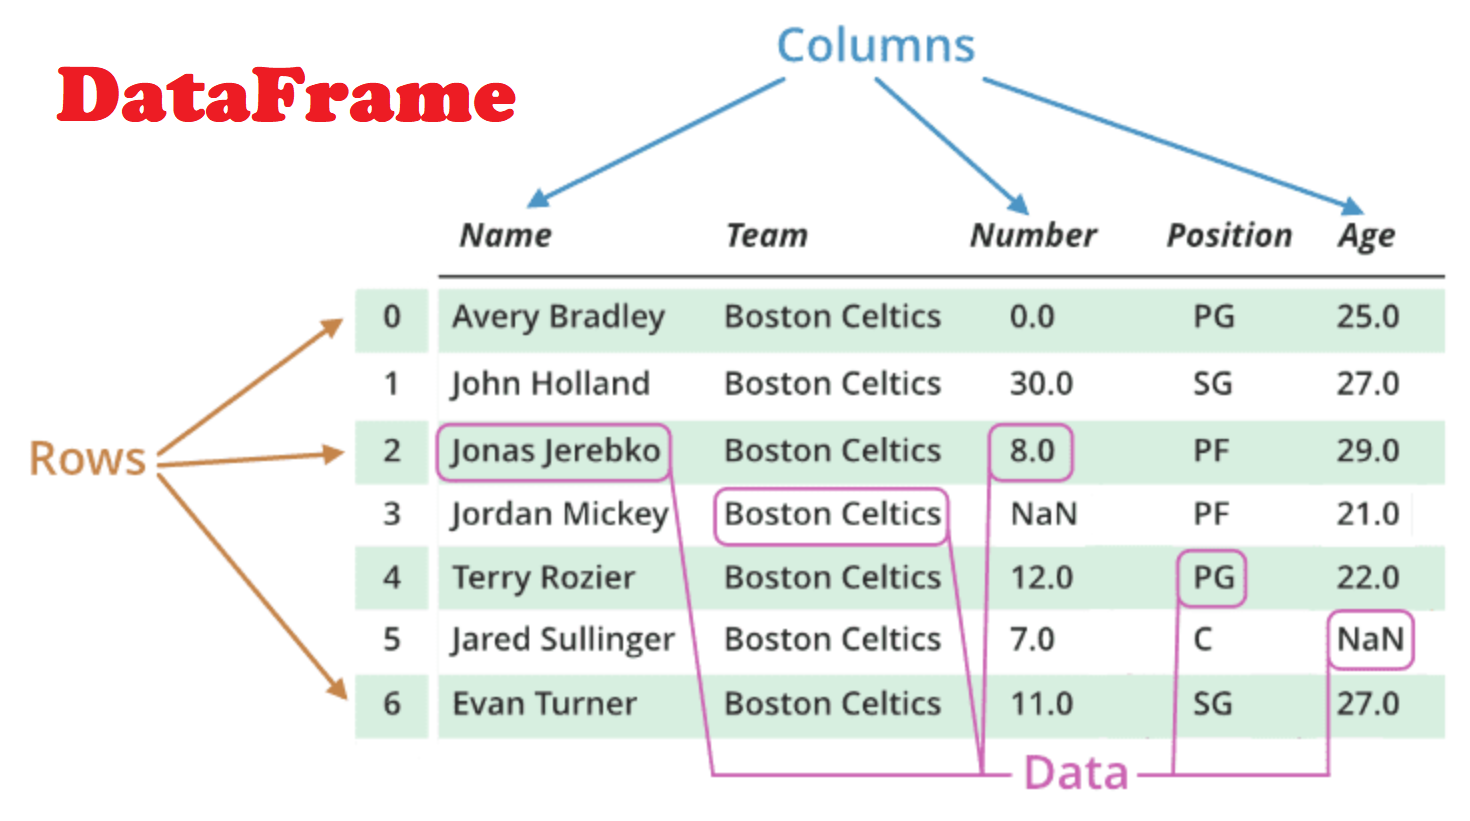 Columns
DataFrame
Name Team Number Position Age
0 Avery Bradley Boston Celtics 0.0 PG 25.0
1 John Holland Boston Celtics 30.0 SG 27.0
Rows
2 Jonas Jerebko Boston Celtics 8.0 PF 29.0
3 Jordan Mickey Boston Celtics NaN PF 21.0
4 Terry Rozier Boston Celtics 12.0 PG 22.0
5 Jared Sullinger Boston Celtics 7.0 C NaN
6 Evan Turner Boston Celtics 11.0 SG 27.0
Data